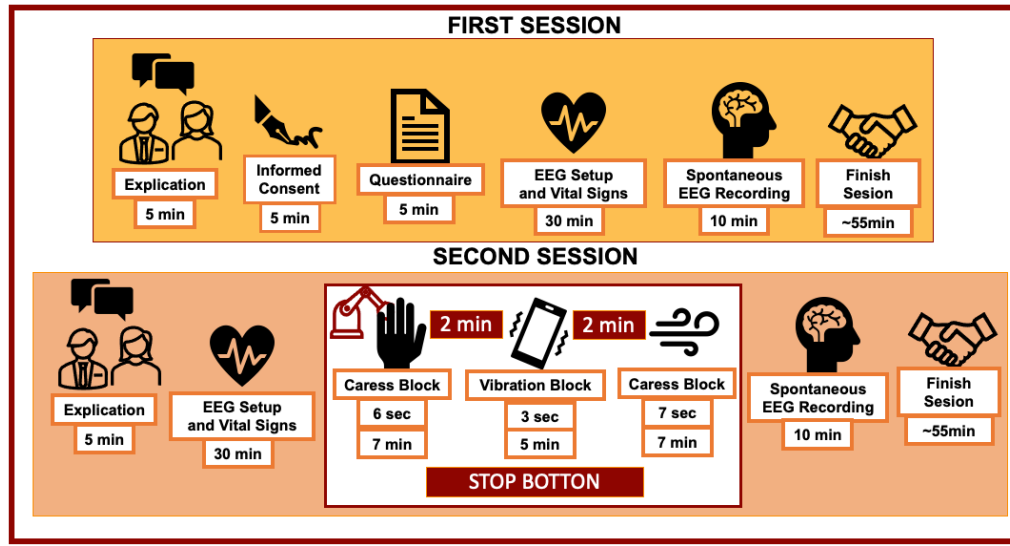 FIRST SESSION
Explication
5 min
Informed
Consent
5 min
Questionnaire
5 min
EEG Setup
and Vital Signs
30 min
Spontaneous
EEG Recording
10 min
Finish
Sesion
~55min
SECOND SESSION
Explication
5 min
EEG Setup
and Vital Signs
30 min
2 min
2 min
Caress Block
6 sec
7 min
Vibration Block
3 sec
5 min
Caress Block
7 sec
7 min
STOP BOTTON
Spontaneous
EEG Recording
10 min
Finish
Sesion
~55min